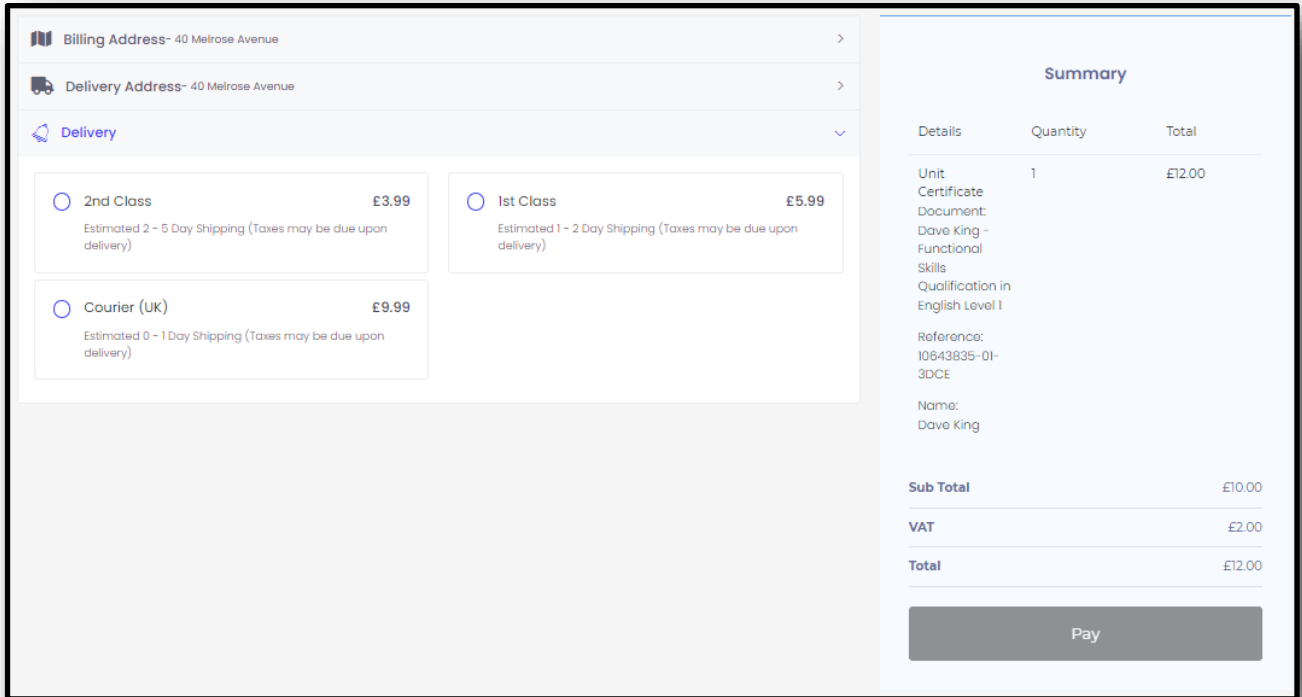 Billing Address- 40 Melrose Avenue
Delivery Address- 40 Melrose Avenue
Delivery
2nd Class £3.99
Estimated 2 - 5 Day Shipping (Taxes may be due upon
delivery)
1st Class £5.99
Estimated 1 - 2 Day Shipping (Taxes may be due upon
delivery)
Courier (UK) £9.99
Estimated 0 - 1 Day Shipping (Taxes may be due upon
delivery)
Summary
Details Quantity Total
Unit 1 £12.00
Certificate
Document:
Dave King -
Functional
Skills
Qualification in
English Level 1
Reference:
10643835-01-
3DCE
Name:
Dave King
Sub Total £10.00
VAT £2.00
Total £12.00
Pay